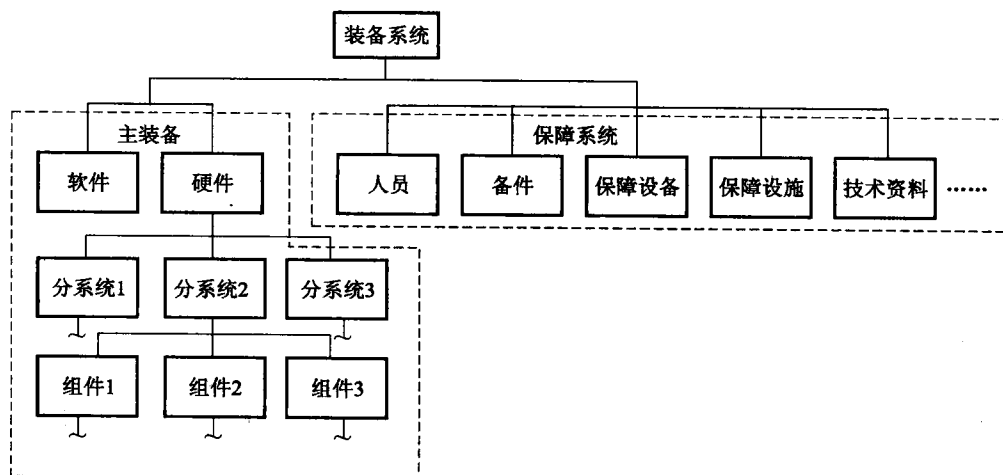 装备系统
主装备
保障系统
软件
硬件
人员
备件
保障设备
保障设施
技术资料
……
分系统1
分系统2
分系统3
组件1
组件2
组件3